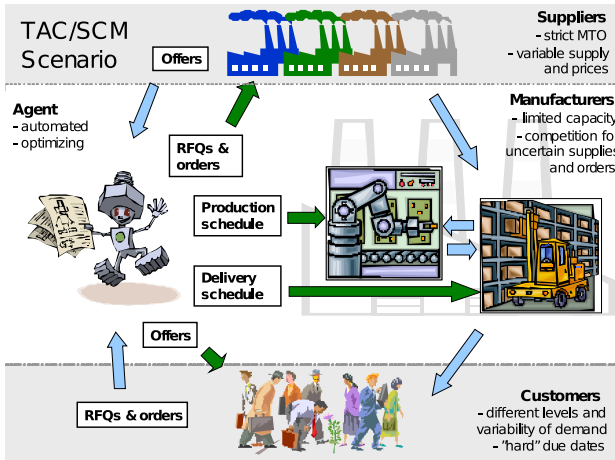 TAC/SCM
Scenario
Offers
Suppliers
- strict MTO
- variable supply
and prices
Agent
- automated
- optimizing
RFQs &
orders
Manufacturers
- limited capacity
- competition fo
uncertain supplies
and orders
Production
schedule
Delivery
schedule
Offers
RFQs & orders
Customers
- different levels and
variability of demand
- "hard" due dates